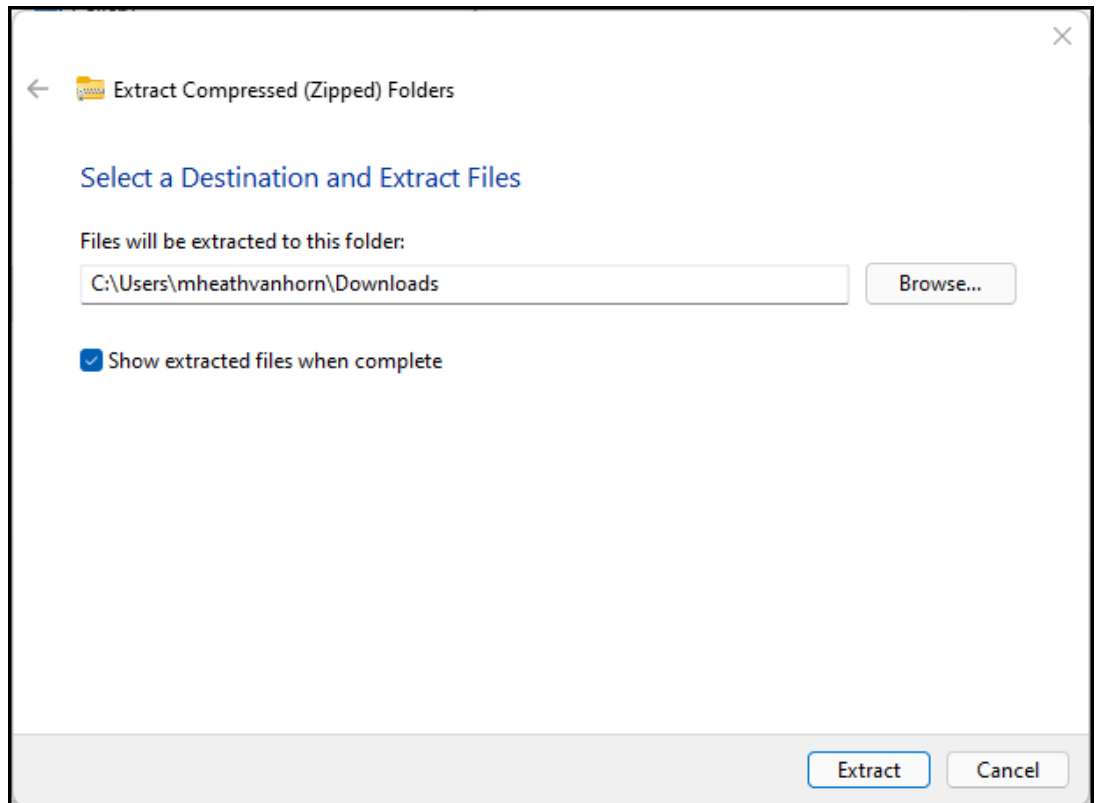 Extract Compressed (Zipped) Folders
Select a Destination and Extract Files
Files will be extracted to this folder:
C:\Users\mheathvanhorn\Downloads
Browse...
Show extracted files when complete
Extract
Cancel